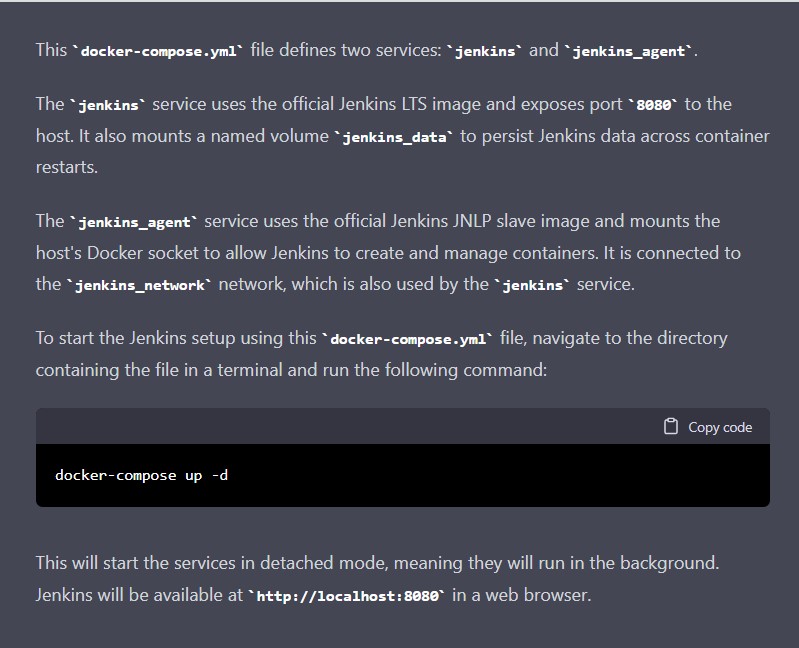 This `docker-compose.yml` file defines two services: `jenkins` and `jenkins_agent`.
The `jenkins` service uses the official Jenkins LTS image and exposes port `8080` to the
host. It also mounts a named volume `jenkins_data` to persist Jenkins data across container
restarts.
The `jenkins_agent` service uses the official Jenkins JNLP slave image and mounts the
host's Docker socket to allow Jenkins to create and manage containers. It is connected to
the `jenkins_network` network, which is also used by the `jenkins` service.
To start the Jenkins setup using this `docker-compose.yml` file, navigate to the directory
containing the file in a terminal and run the following command:
Copy code
docker-compose up -d
This will start the services in detached mode, meaning they will run in the background.
Jenkins will be available at `http://localhost:8080` in a web browser.